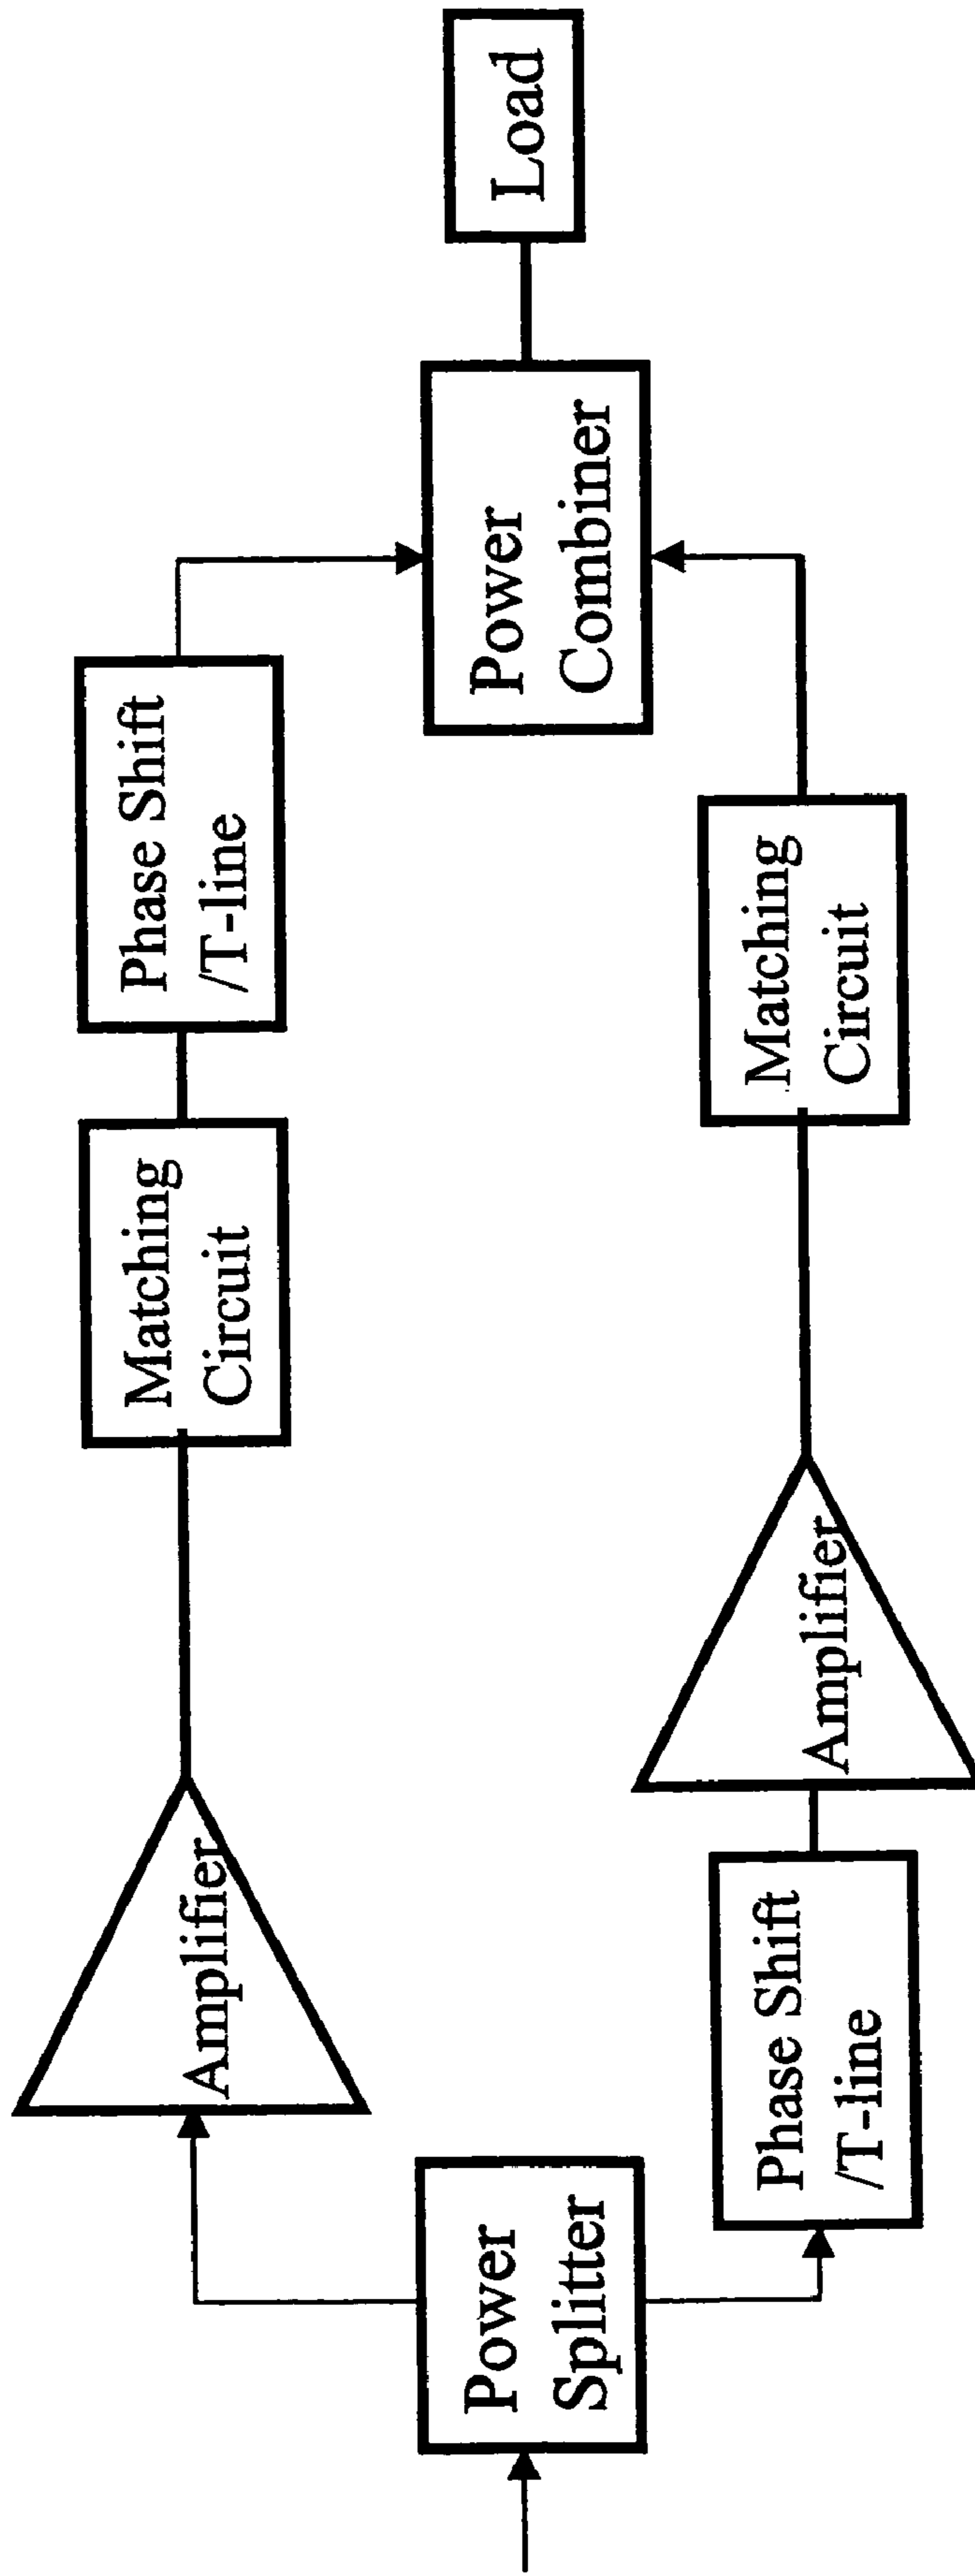 Power
Splitter
Amplifier
Matching
Circuit
Phase Shift
/T-line
Phase Shift
/T-line
Amplifier
Matching
Circuit
Power
Combiner
Load